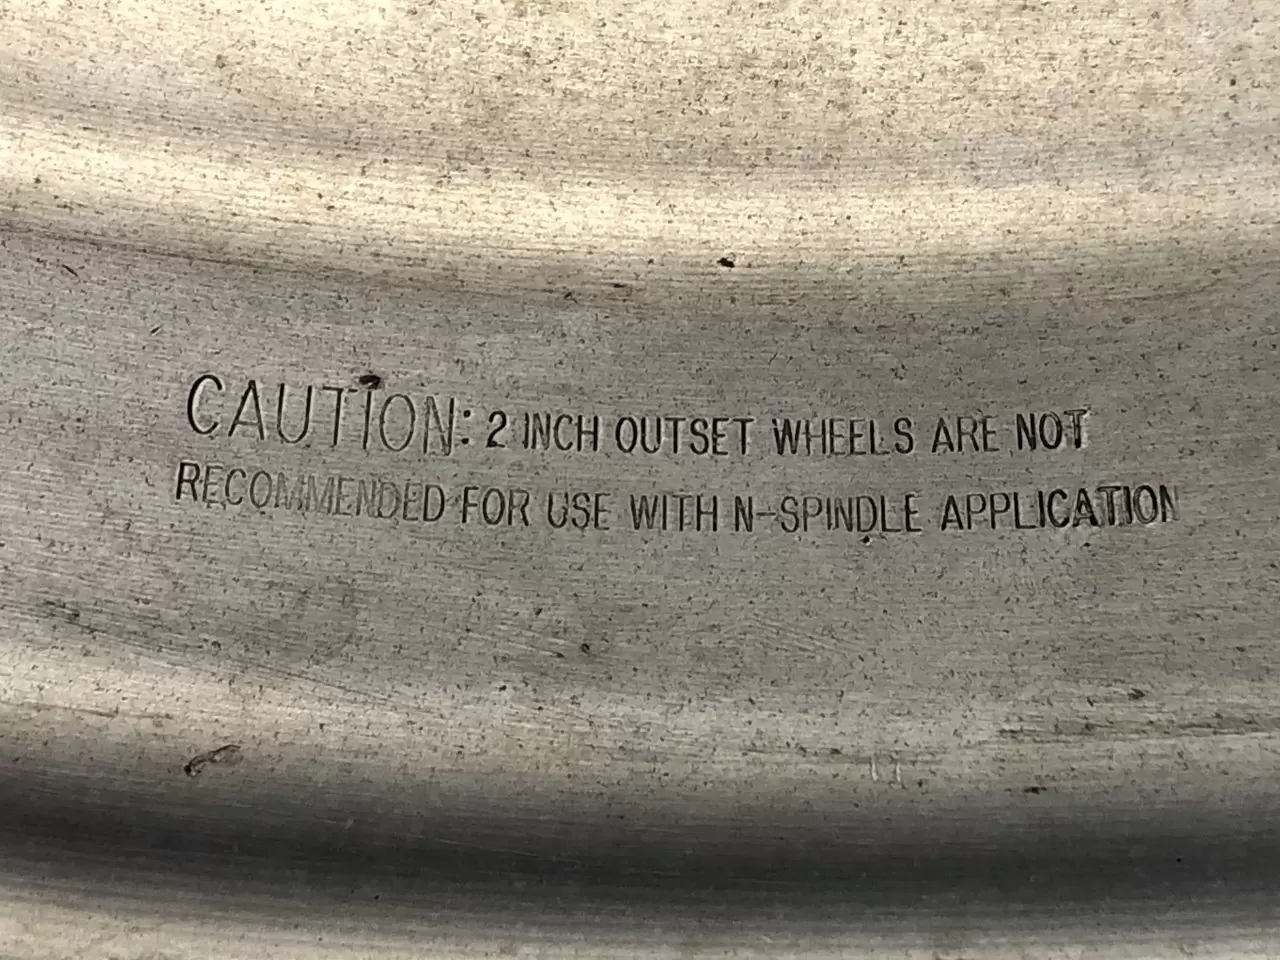 CAUTION: 2 INCH OUTSET WHEELS ARE NOT
RECOMMENDED FOR USE WITH N-SPINDLE APPLICATION